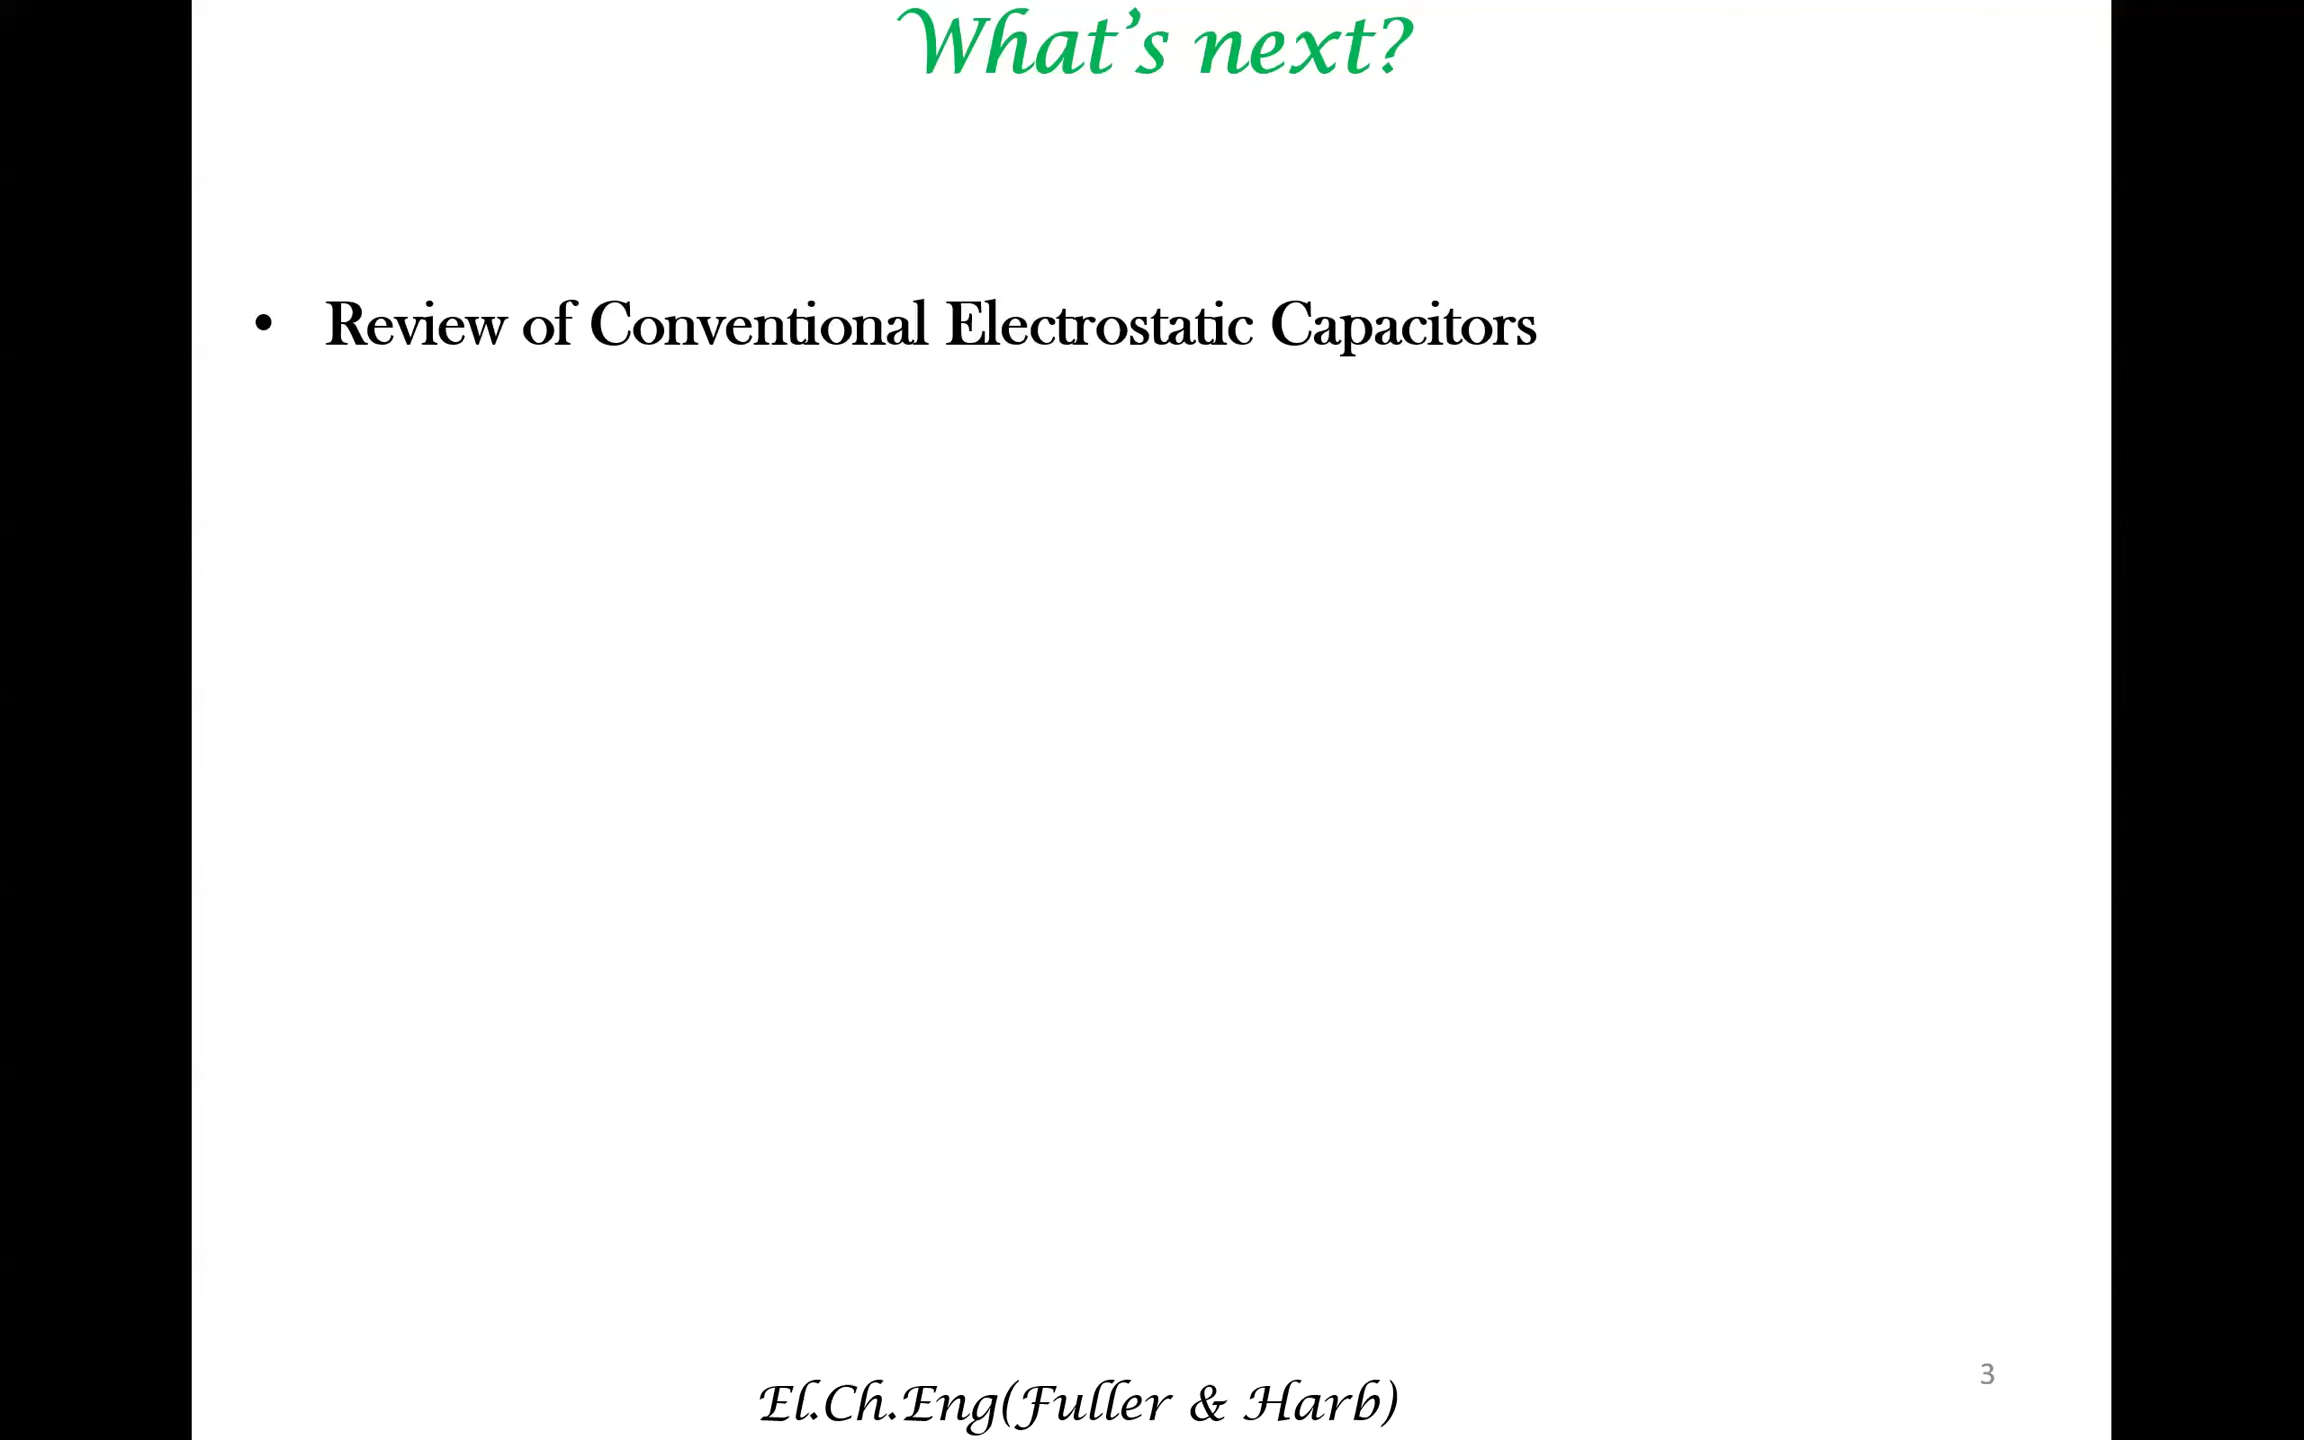 What's next?
• Review of Conventional Electrostatic Capacitors
3
El.Ch.Eng(Fuller & Harb)